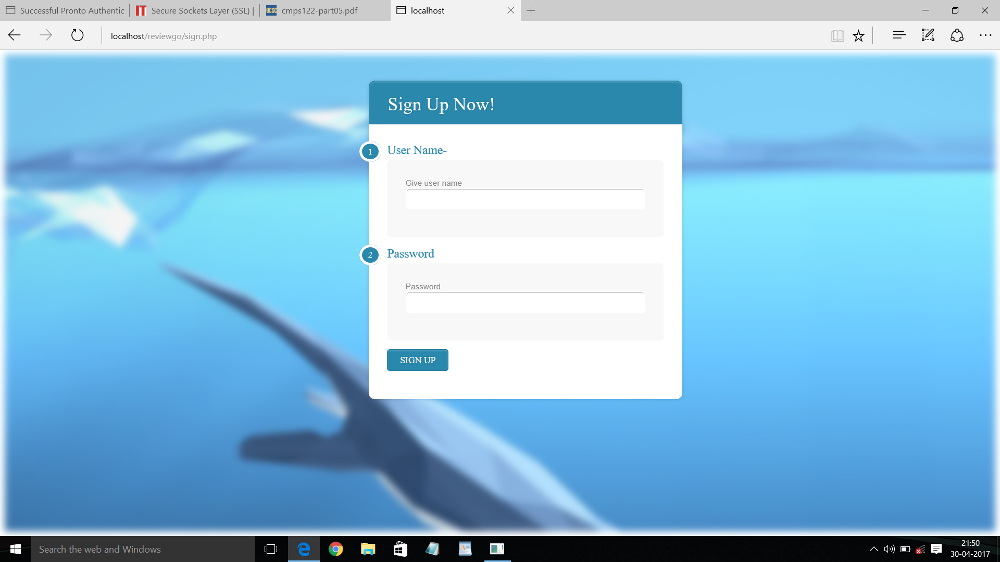 Successful Pronto Authentic
IT Secure Sockets Layer (SSL) |
UCSC cmps122-part05.pdf
localhost
localhost/reviewgo/sign.php
Sign Up Now!
1 User Name-
Give user name
2 Password
Password
SIGN UP
Search the web and Windows
21:50
30-04-2017